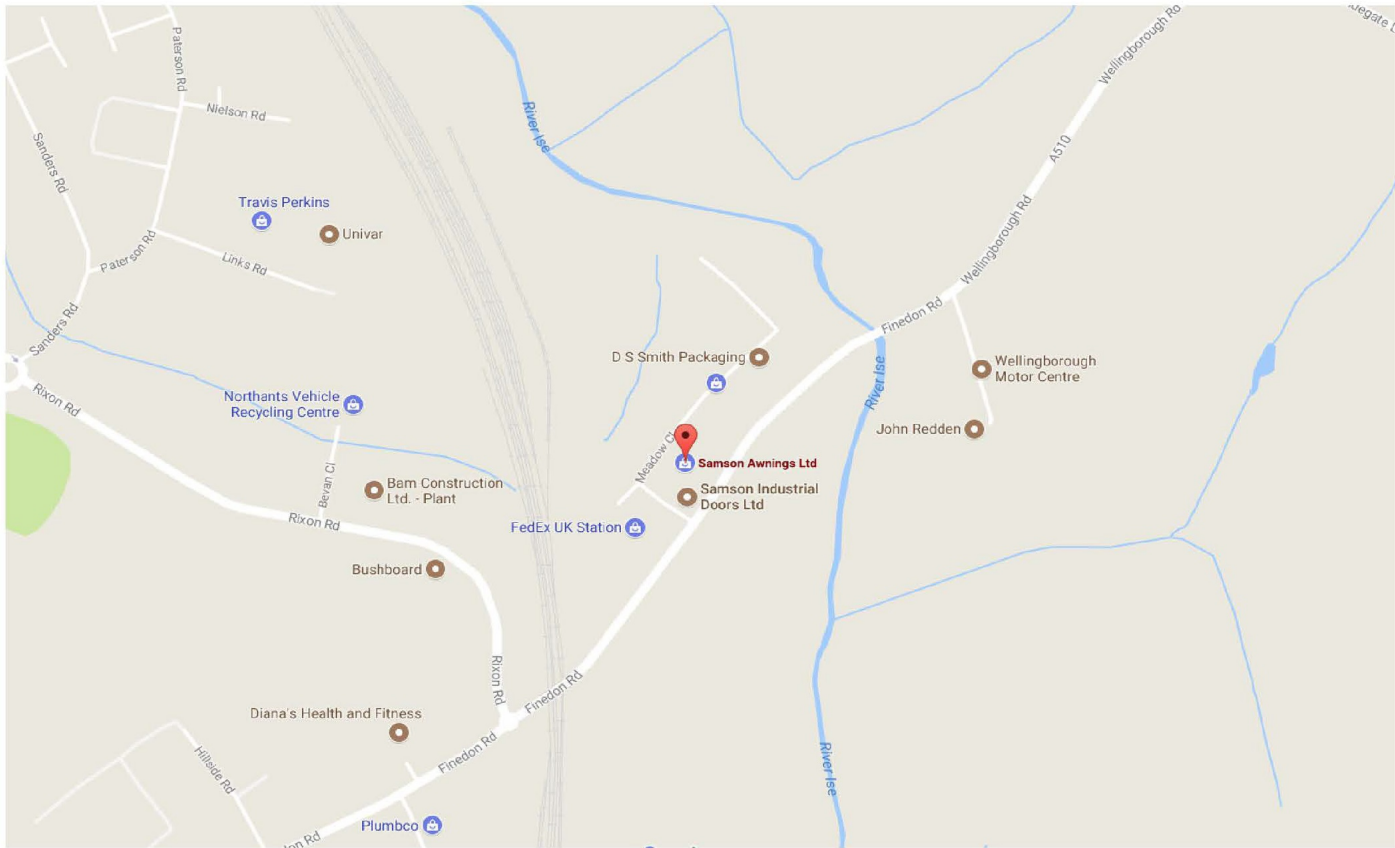 Paterson Rd
Nielson Rd
Sanders Rd
River Ise
Wellingborough Rd
A510
Travis Perkins
Univar
Paterson Rd
Links Rd
Wellingborough Rd
Sanders Rd
Finedon Rd
D S Smith Packaging
Wellingborough
Motor Centre
River Ise
Northants Vehicle
Recycling Centre
Rixon Rd
John Redden
Meadow Cl
Samson Awnings Ltd
Bevan Cl
Bam Construction
Ltd. - Plant
Samson Industrial
Doors Ltd
Rixon Rd
FedEx UK Station
Bushboard
Rixon Rd
Finedon Rd
Diana's Health and Fitness
Finedon Rd
Hillside Rd
River Ise
Plumbco
Rd